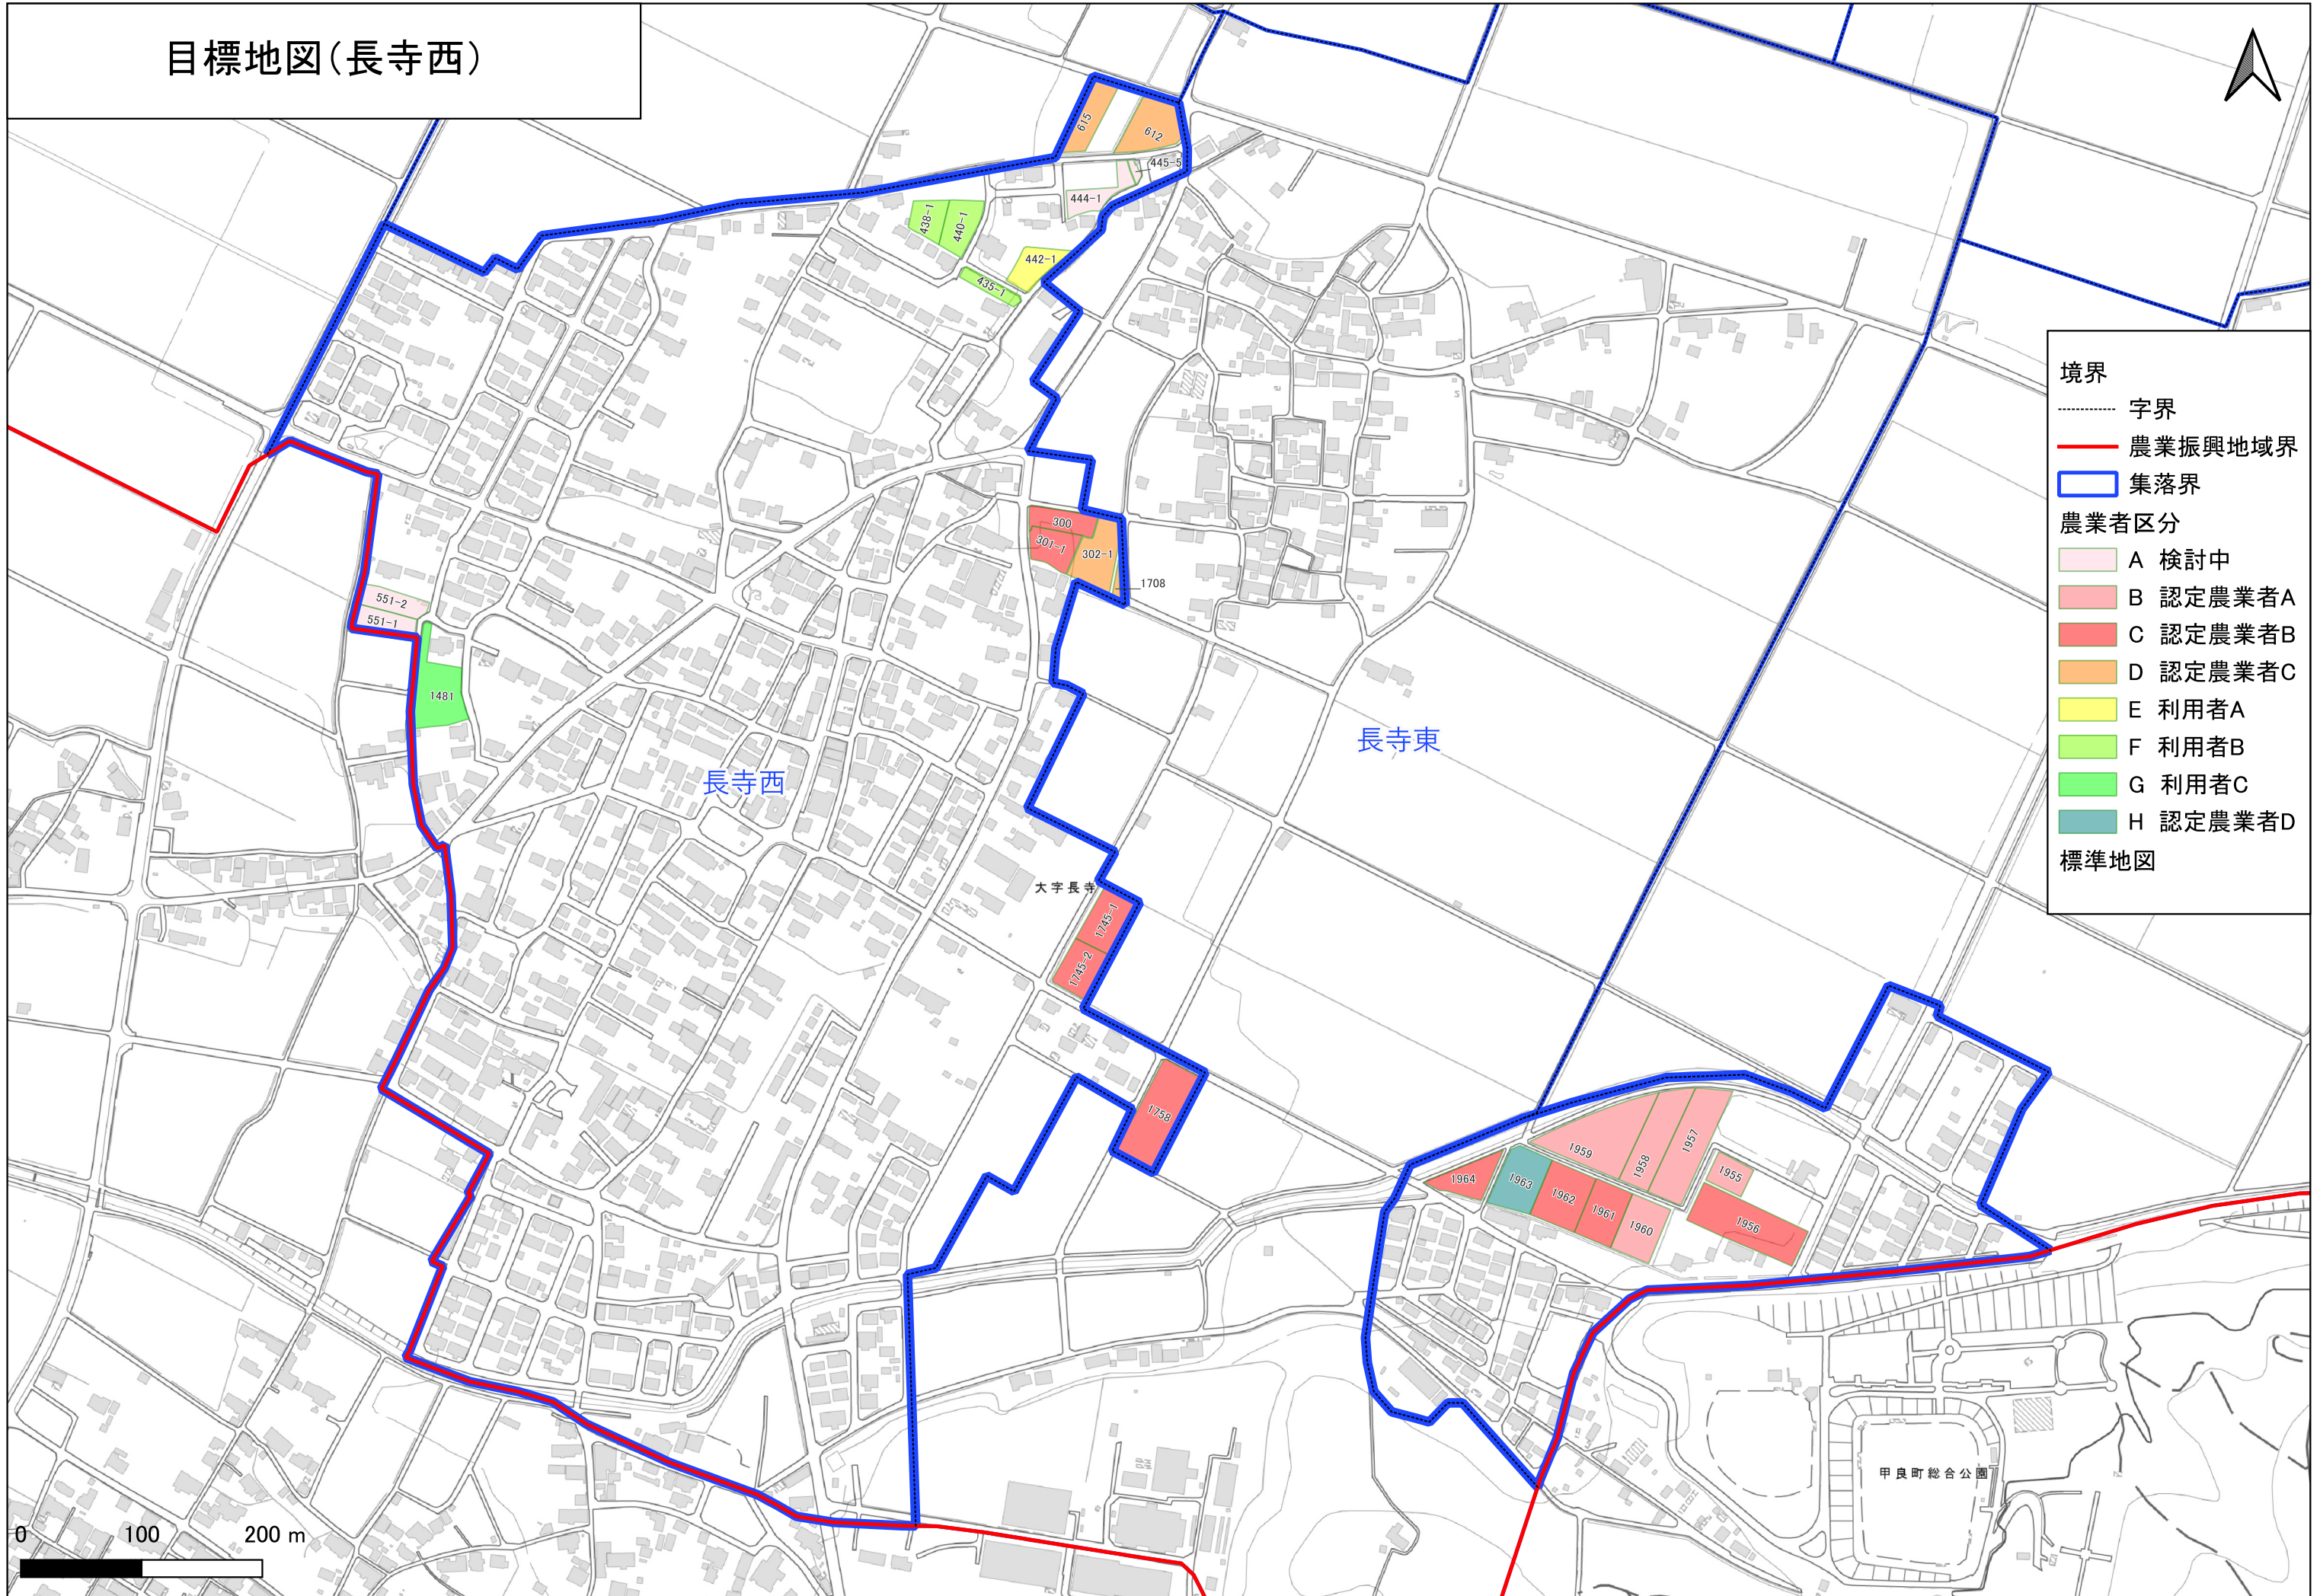 目標地図(長寺西)
615
612
445-5
444-1
438-1
440-1
442-1
435-1
境界
字界
農業振興地域界
集落界
農業者区分
A 検討中
B 認定農業者A
C 認定農業者B
D 認定農業者C
E 利用者A
F 利用者B
G 利用者C
H 認定農業者D
標準地図
300
301-1
302-1
1708
551-2
551-1
1481
長寺西
長寺東
大字長寺
1745-1
1745-2
1758
1959
1958
1957
1955
1964
1963
1962
1961
1960
1956
甲良町総合公園
0 100 200 m